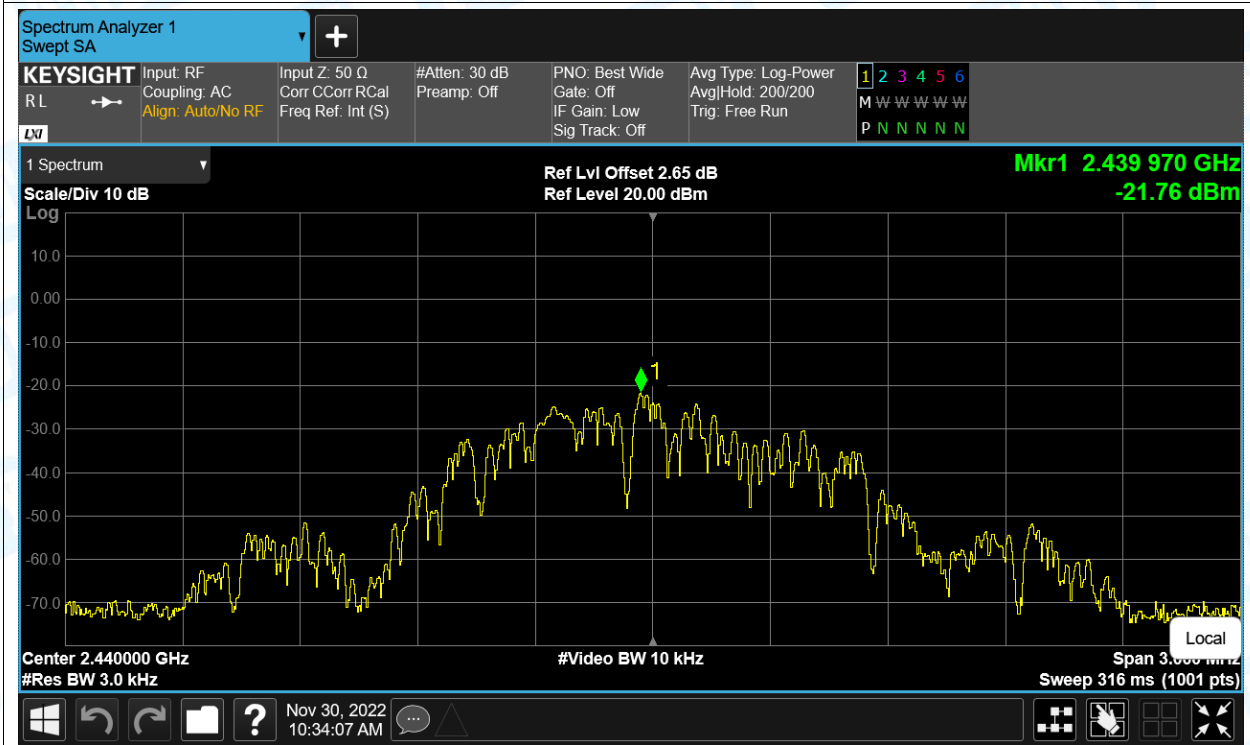 Spectrum Analyzer 1
Swept SA
KEYSIGHT
R L
LXI
Input: RF
Coupling: AC
Align: Auto/No RF
Input Z: 50 Ω
Corr CCorr RCal
Freq Ref: Int (S)
#Atten: 30 dB
Preamp: Off
PNO: Best Wide
Gate: Off
IF Gain: Low
Sig Track: Off
Avg Type: Log-Power
Avg|Hold: 200/200
Trig: Free Run
1 2 3 4 5 6
M W W W W W
P N N N N N
1 Spectrum
Scale/Div 10 dB
Ref Lvl Offset 2.65 dB
Ref Level 20.00 dBm
Mkr1 2.439 970 GHz
-21.76 dBm
Log
10.0
0.00
-10.0
-20.0
-30.0
-40.0
-50.0
-60.0
-70.0
1
Center 2.440000 GHz
#Res BW 3.0 kHz
#Video BW 10 kHz
Span 3.000 MHz
Sweep 316 ms (1001 pts)
Local
?
Nov 30, 2022
10:34:07 AM